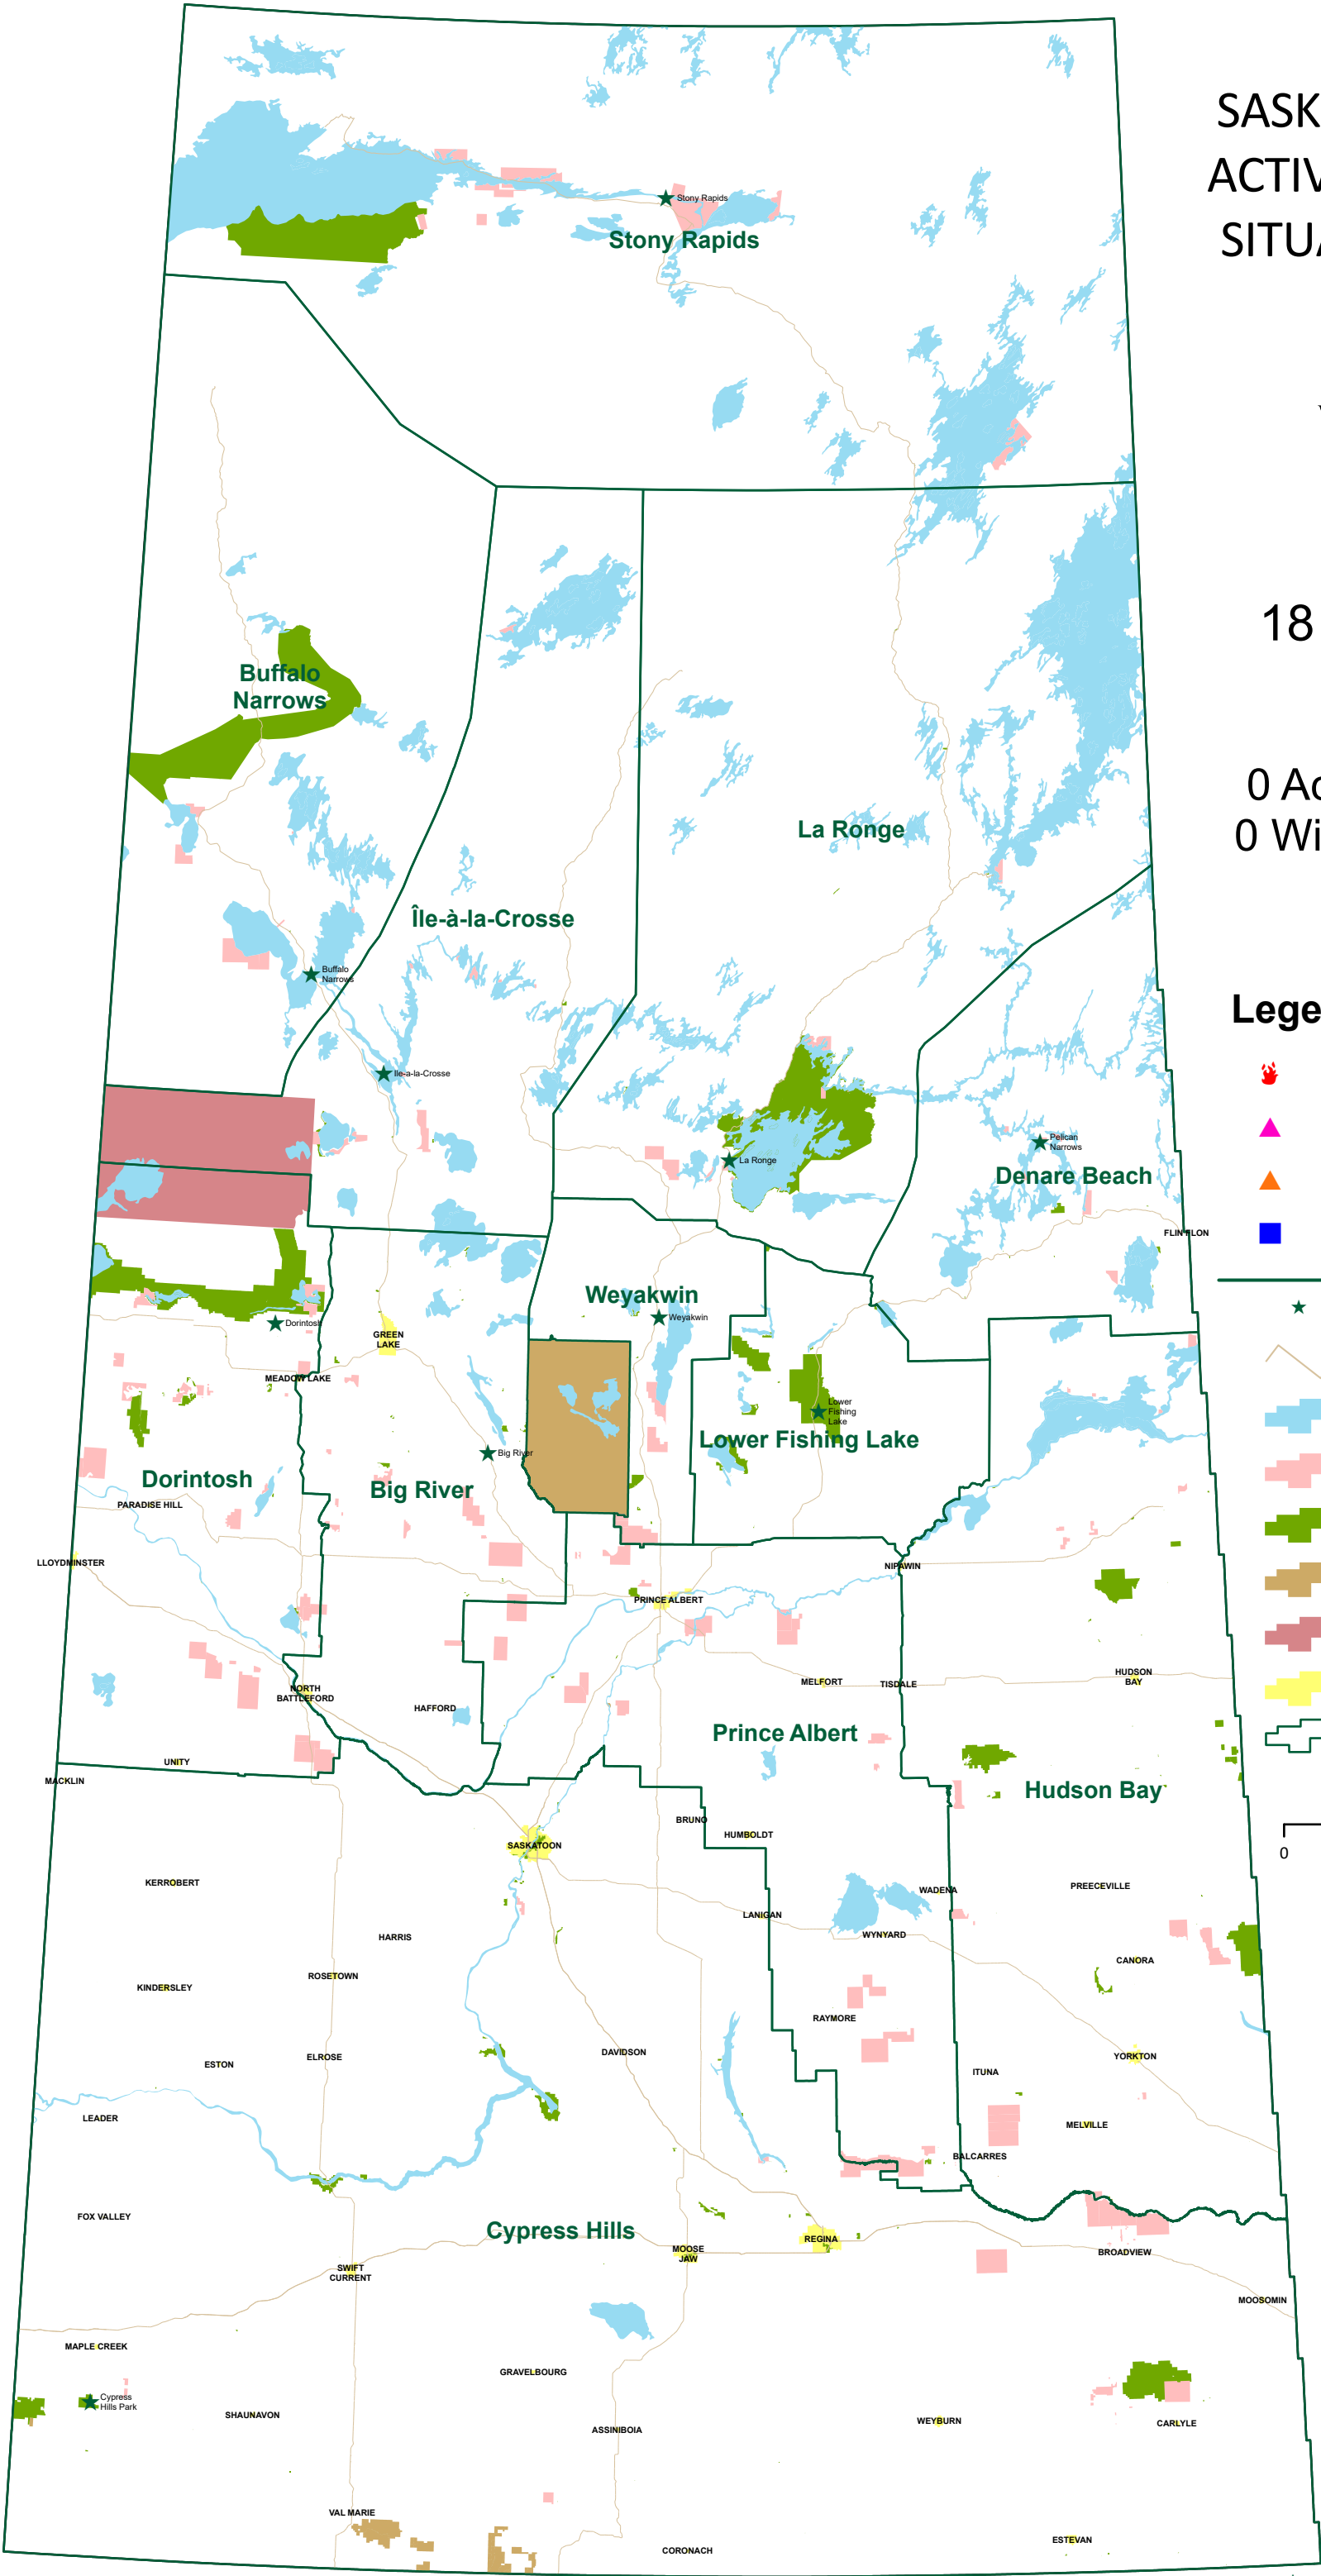 SASK
ACTIV
SITUA
18
0 Ac
0 Wi
Lege
0
Stony Rapids
Stony Rapids
Buffalo
Narrows
La Ronge
Île-à-la-Crosse
Buffalo
Narrows
Ile-a-la-Crosse
Pelican
Narrows
La Ronge
Denare Beach
FLIN FLON
Weyakwin
Weyakwin
Dorintosh
GREEN
LAKE
MEADOW LAKE
Lower
Fishing
Lake
Lower Fishing Lake
Big River
Dorintosh
Big River
PARADISE HILL
LLOYDMINSTER
NIPAWIN
PRINCE ALBERT
HUDSON
BAY
MELFORT
TISDALE
NORTH
BATTLEFORD
HAFFORD
Prince Albert
UNITY
MACKLIN
Hudson Bay
BRUNO
HUMBOLDT
SASKATOON
KERROBERT
PREECEVILLE
WADENA
LANIGAN
WYNYARD
HARRIS
CANORA
ROSETOWN
KINDERSLEY
RAYMORE
DAVIDSON
YORKTON
ELROSE
ESTON
ITUNA
LEADER
MELVILLE
BALCARRES
FOX VALLEY
Cypress Hills
REGINA
MOOSE
JAW
BROADVIEW
SWIFT
CURRENT
MOOSOMIN
MAPLE CREEK
GRAVELBOURG
Cypress
Hills Park
SHAUNAVON
WEYBURN
CARLYLE
ASSINIBOIA
VAL MARIE
ESTEVAN
CORONACH